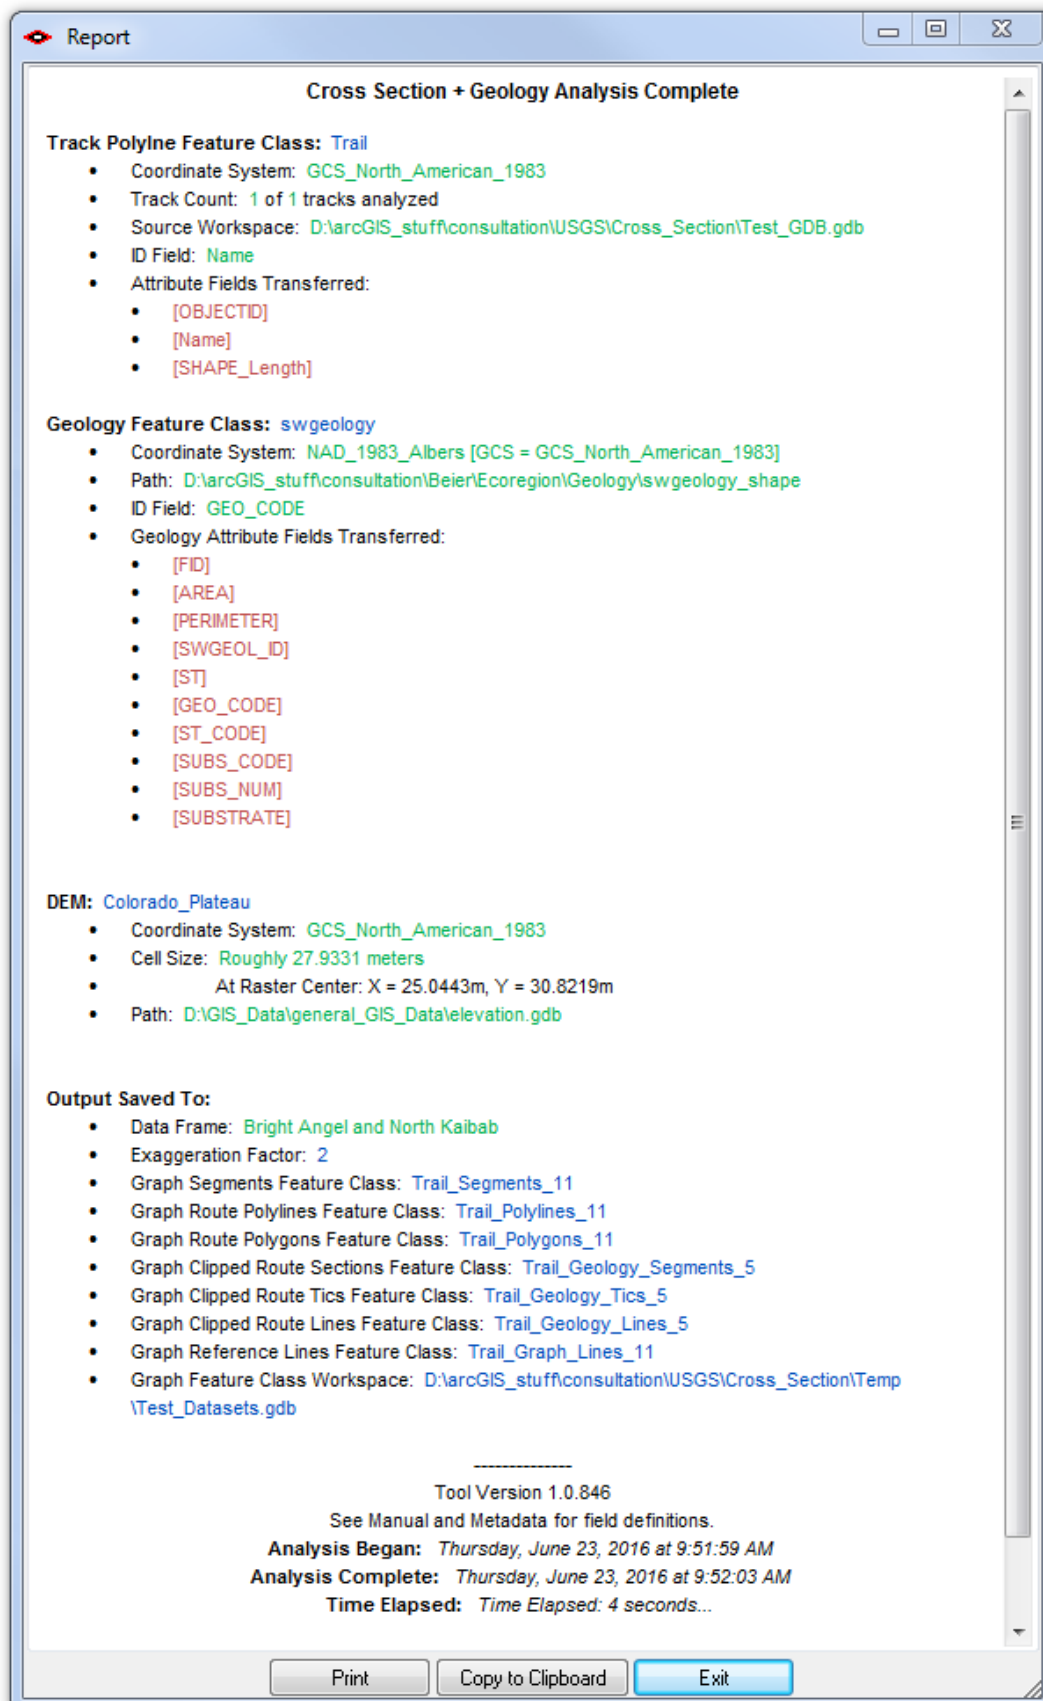 Report
Cross Section + Geology Analysis Complete
Track Polylne Feature Class: Trail
• Coordinate System: GCS_North_American_1983
• Track Count: 1 of 1 tracks analyzed
• Source Workspace: D:\arcGIS_stuff\consultation\USGS\Cross_Section\Test_GDB.gdb
• ID Field: Name
• Attribute Fields Transferred:
• [OBJECTID]
• [Name]
• [SHAPE_Length]
Geology Feature Class: swgeology
• Coordinate System: NAD_1983_Albers [GCS = GCS_North_American_1983]
• Path: D:\arcGIS_stuff\consultation\Beier\Ecoregion\Geology\swgeology_shape
• ID Field: GEO_CODE
• Geology Attribute Fields Transferred:
• [FID]
• [AREA]
• [PERIMETER]
• [SWGEOL_ID]
• [ST]
• [GEO_CODE]
• [ST_CODE]
• [SUBS_CODE]
• [SUBS_NUM]
• [SUBSTRATE]
DEM: Colorado_Plateau
• Coordinate System: GCS_North_American_1983
• Cell Size: Roughly 27.9331 meters
• At Raster Center: X = 25.0443m, Y = 30.8219m
• Path: D:\GIS_Data\general_GIS_Data\elevation.gdb
Output Saved To:
• Data Frame: Bright Angel and North Kaibab
• Exaggeration Factor: 2
• Graph Segments Feature Class: Trail_Segments_11
• Graph Route Polylines Feature Class: Trail_Polylines_11
• Graph Route Polygons Feature Class: Trail_Polygons_11
• Graph Clipped Route Sections Feature Class: Trail_Geology_Segments_5
• Graph Clipped Route Tics Feature Class: Trail_Geology_Tics_5
• Graph Clipped Route Lines Feature Class: Trail_Geology_Lines_5
• Graph Reference Lines Feature Class: Trail_Graph_Lines_11
• Graph Feature Class Workspace: D:\arcGIS_stuff\consultation\USGS\Cross_Section\Temp
\Test_Datasets.gdb
--------------
Tool Version 1.0.846
See Manual and Metadata for field definitions.
Analysis Began: Thursday, June 23, 2016 at 9:51:59 AM
Analysis Complete: Thursday, June 23, 2016 at 9:52:03 AM
Time Elapsed: Time Elapsed: 4 seconds...
Print Copy to Clipboard Exit